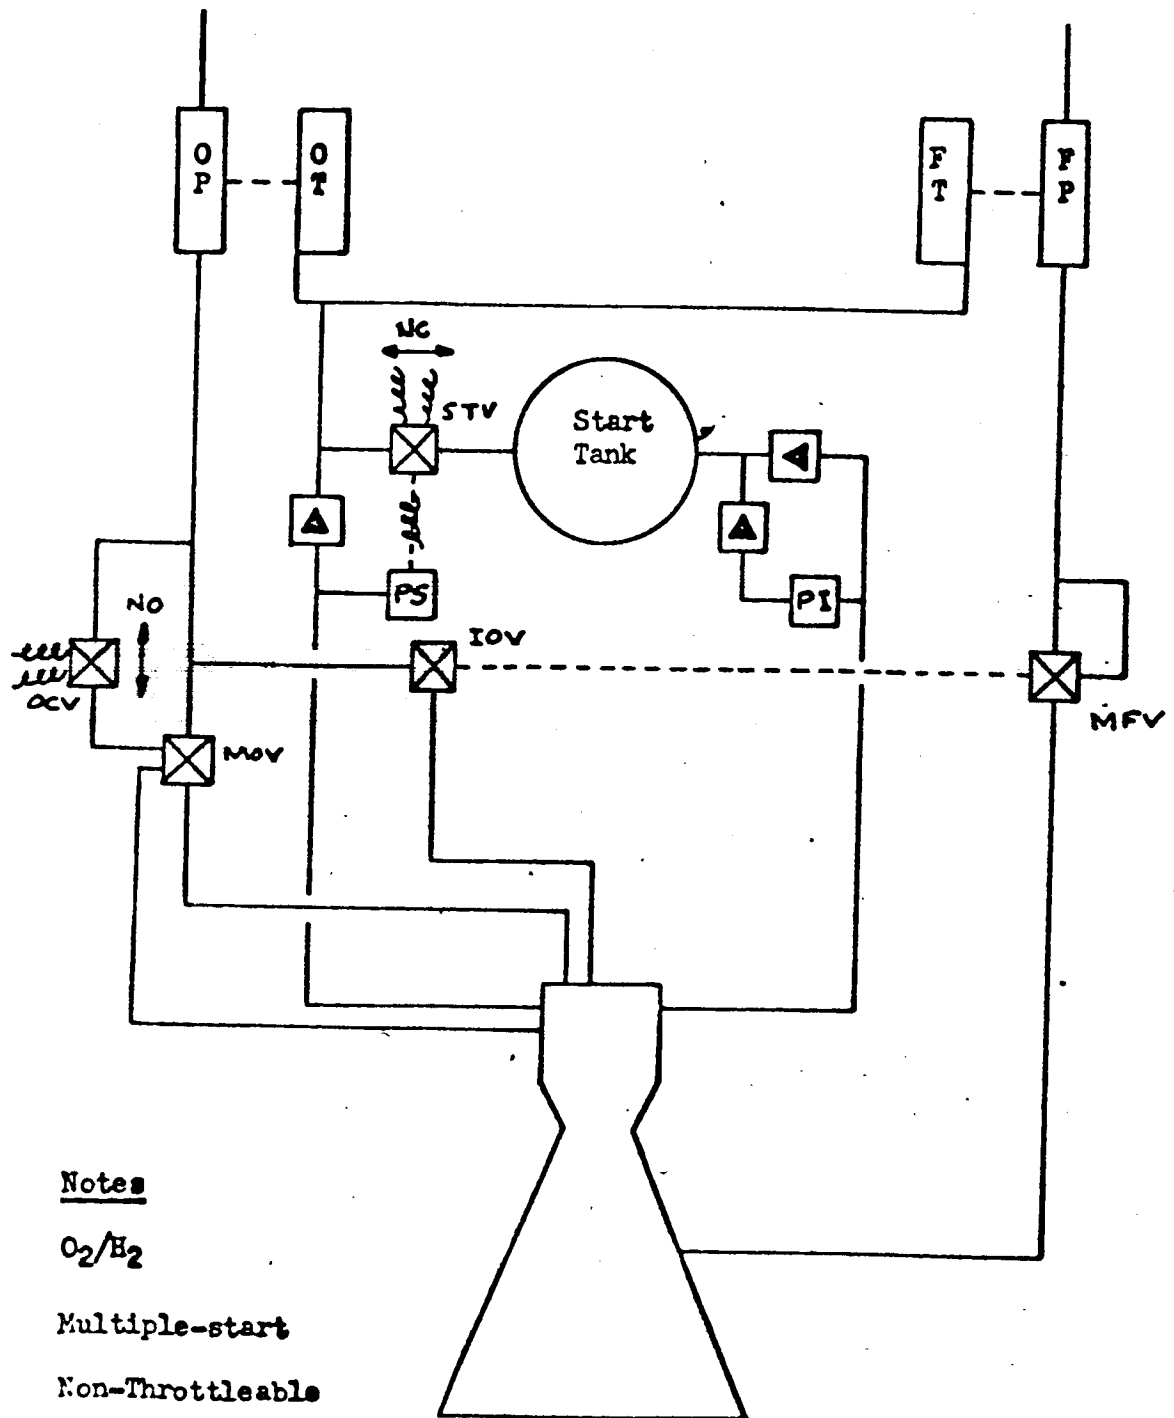 O
P
O
T
F
T
F
P
NC
STV
Start
Tank
PS
PI
NO
IOV
OCV
MOV
MFV
Notes
O₂/H₂
Multiple-start
Non-Throttleable